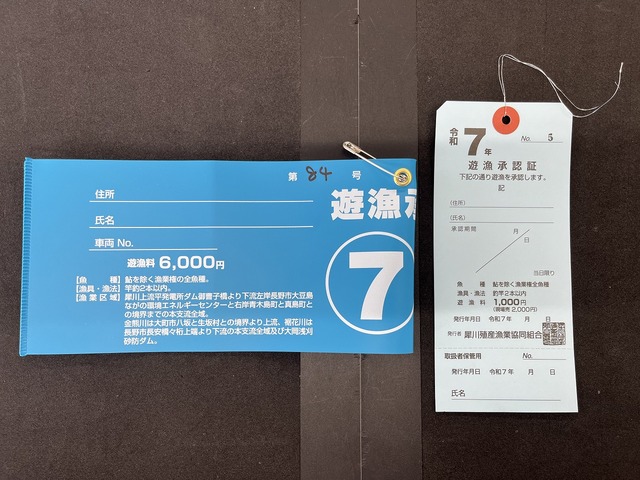 第 84 号
住所
氏名
車両 No.
遊漁料 6,000円
[魚種] 鮎を除く漁業権の全魚種。
[漁具・漁法] 竿釣2本以内。
[漁業区域] 犀川上流平発電所ダム御曹子橋より下流左岸長野市大豆島
ながの環境エネルギーセンターと右岸青木島町と真島町と
の境界までの本支流全域。
金熊川は大町市八坂と生坂村との境界より上流、裾花川は
長野市長安橋々桁上端より下流の本支流全域及び大岡浅刈
砂防ダム。
遊漁承
7
令和7年
No. 5
遊漁承認証
下記の通り遊漁を承認します。
記
(住所)
(氏名)
承認期間 月 日
当日限り
魚種 鮎を除く漁業権全魚種
漁具・漁法 竿釣2本以内
遊漁料 1,000円
(現場売 2,000円)
発行年月日 令和7年 月 日
発行者 犀川殖産漁業協同組合
取扱者保管用 No.
発行年月日 令和7年 月 日
氏名